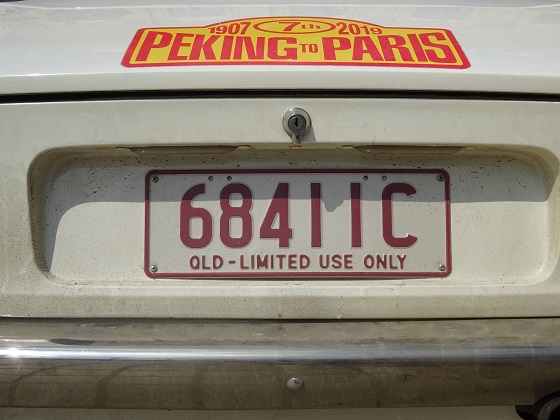 1907 7th 2019
PEKING TO PARIS
68411C
QLD - LIMITED USE ONLY